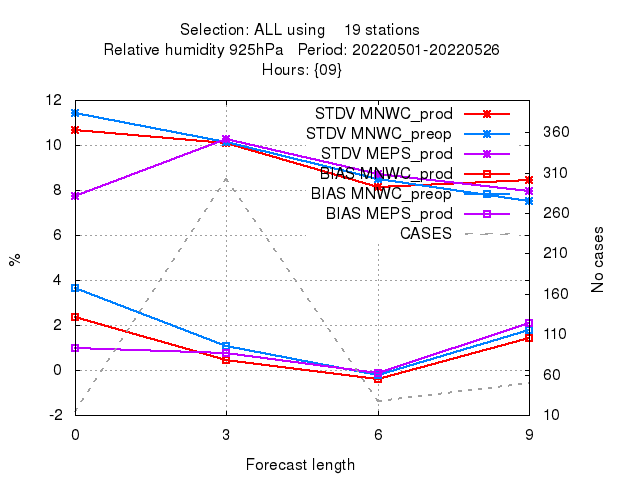 Selection: ALL using 19 stations
Relative humidity 925hPa Period: 20220501-20220526
Hours: {09}
12
10
8
6
4
2
0
-2
%
STDV MNWC_prod
STDV MNWC_preop
STDV MEPS_prod
BIAS MNWC_prod
BIAS MNWC_preop
BIAS MEPS_prod
CASES
360
310
260
210
160
110
60
10
No cases
0 3 6 9
Forecast length